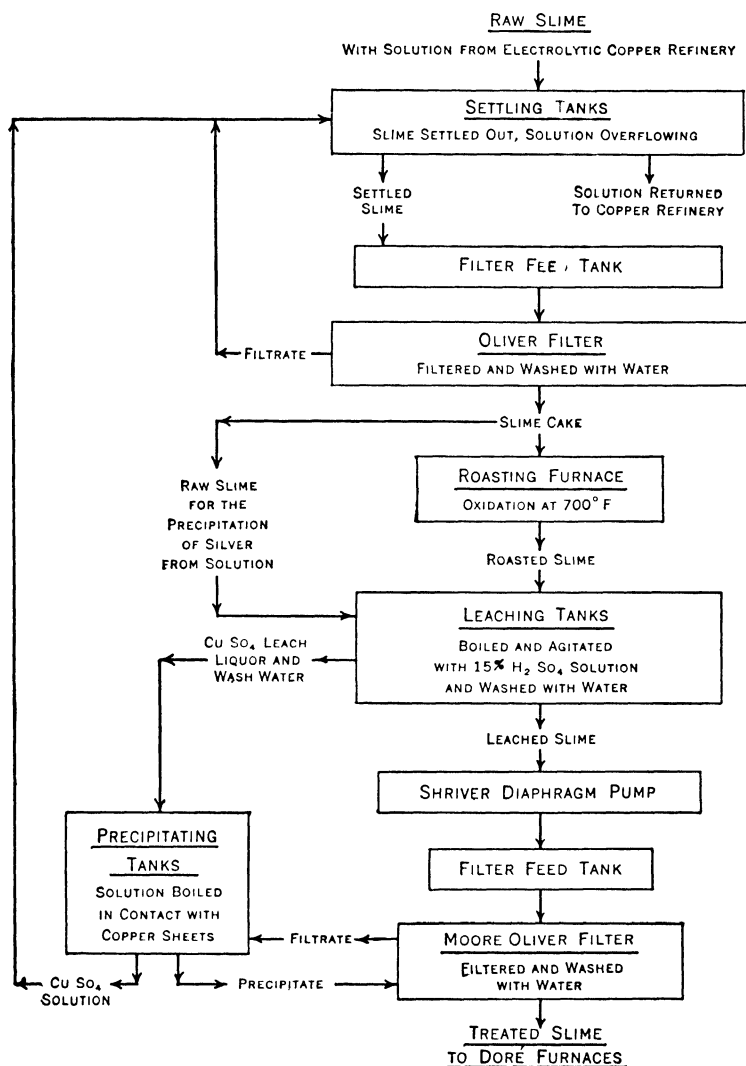 RAW SLIME
WITH SOLUTION FROM ELECTROLYTIC COPPER REFINERY
SETTLING TANKS
SLIME SETTLED OUT, SOLUTION OVERFLOWING
SETTLED
SLIME
SOLUTION RETURNED
TO COPPER REFINERY
FILTER FEE TANK
OLIVER FILTER
FILTERED AND WASHED WITH WATER
FILTRATE
SLIME CAKE
ROASTING FURNACE
OXIDATION AT 700° F
RAW SLIME
FOR THE
PRECIPITATION
OF SILVER
FROM SOLUTION
ROASTED SLIME
LEACHING TANKS
BOILED AND AGITATED
WITH 15% H2 SO4 SOLUTION
AND WASHED WITH WATER
CU SO4 LEACH
LIQUOR AND
WASH WATER
LEACHED SLIME
SHRIVER DIAPHRAGM PUMP
PRECIPITATING
TANKS
SOLUTION BOILED
IN CONTACT WITH
COPPER SHEETS
FILTER FEED TANK
FILTRATE
MOORE OLIVER FILTER
FILTERED AND WASHED
WITH WATER
CU SO4
SOLUTION
PRECIPITATE
TREATED SLIME
TO DORÉ FURNACES